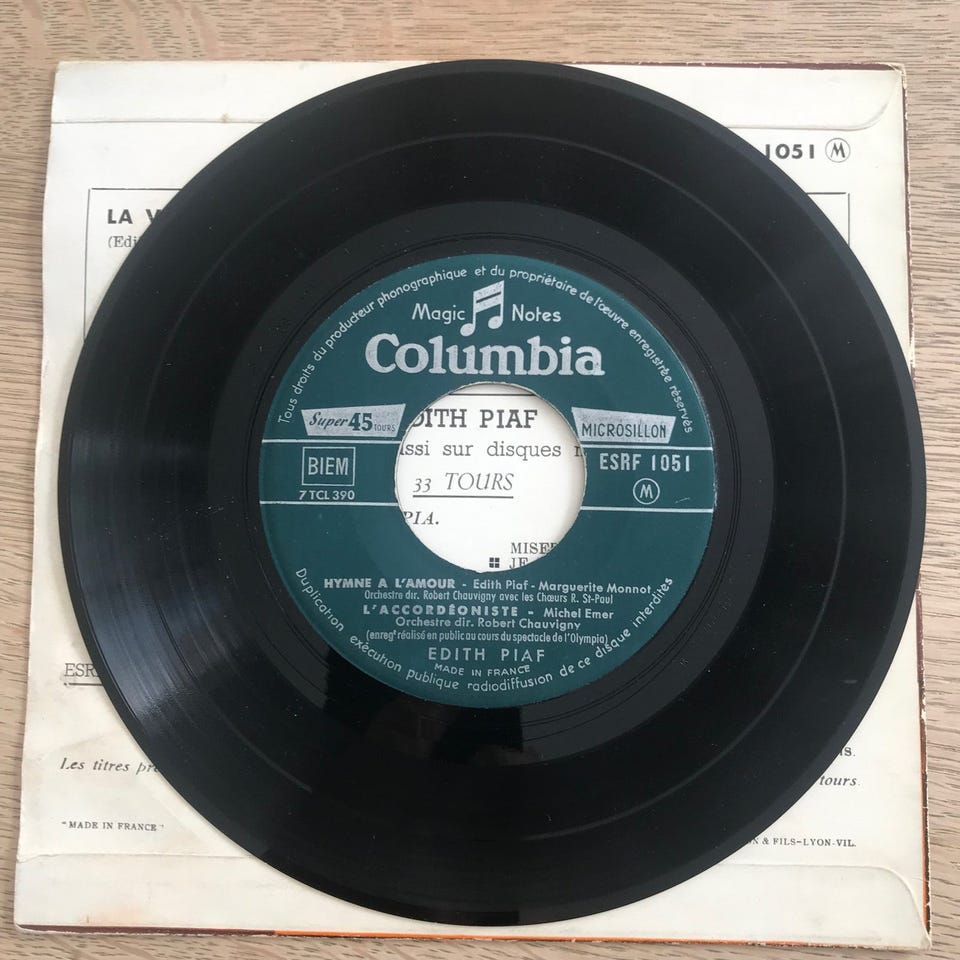 1051 M
LA
(Edi
Tous droits du producteur phonographique et du propriétaire de l'œuvre enregistrée réservés
Magic Notes
Columbia
Super 45 TOURS
MICROSILLON
BIEM
ESRF 1051
7 TCL 390
M
DITH PIAF
ssi sur disques
33 TOURS
PIA.
MISE
JE
HYMNE A L'AMOUR - Edith Piaf - Marguerite Monnot
Orchestre dir. Robert Chauvigny avec les Chœurs R. St-Paul
L'ACCORDÉONISTE - Michel Emer
Orchestre dir. Robert Chauvigny
(enregt réalisé en public au cours du spectacle de l'Olympia)
EDITH PIAF
MADE IN FRANCE
Duplication exécution publique radiodiffusion de ce disque interdites
ESR
Les titres pr
tours
"MADE IN FRANCE"
& FILS-LYON-VIL.